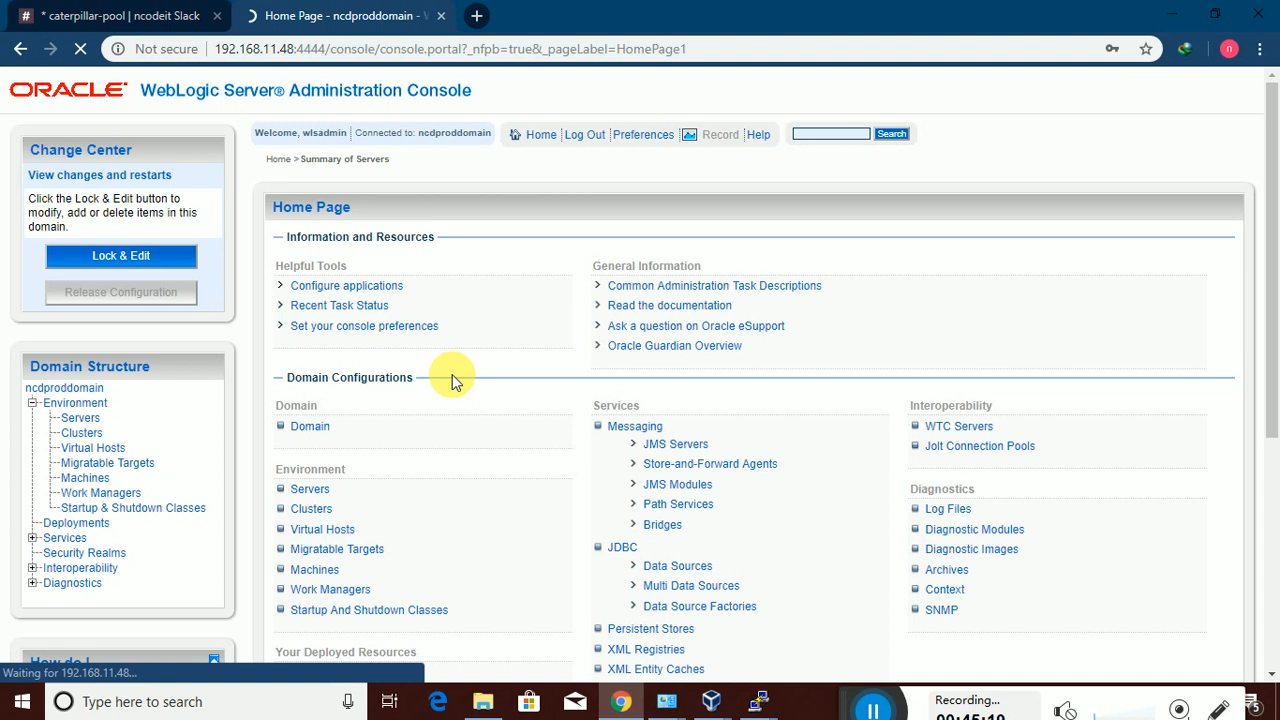 # * caterpillar-pool | ncodeit Slack × Home Page - ncdproddomain - × +
Not secure 192.168.11.48:4444/console/console.portal?_nfpb=true&_pageLabel=HomePage1 n
ORACLE WebLogic Server® Administration Console
Welcome, wlsadmin Connected to: ncdproddomain Home Log Out Preferences Record Help Search
Home > Summary of Servers
Change Center
View changes and restarts
Click the Lock & Edit button to
modify, add or delete items in this
domain.
Lock & Edit
Release Configuration
Domain Structure
ncdproddomain
Environment
Servers
Clusters
Virtual Hosts
Migratable Targets
Machines
Work Managers
Startup & Shutdown Classes
Deployments
Services
Security Realms
Interoperability
Diagnostics
How do I
Home Page
Information and Resources
Helpful Tools
Configure applications
Recent Task Status
Set your console preferences
General Information
Common Administration Task Descriptions
Read the documentation
Ask a question on Oracle eSupport
Oracle Guardian Overview
Domain Configurations
Domain
Domain
Environment
Servers
Clusters
Virtual Hosts
Migratable Targets
Machines
Work Managers
Startup And Shutdown Classes
Your Deployed Resources
Services
Messaging
JMS Servers
Store-and-Forward Agents
JMS Modules
Path Services
Bridges
JDBC
Data Sources
Multi Data Sources
Data Source Factories
Persistent Stores
XML Registries
XML Entity Caches
Interoperability
WTC Servers
Jolt Connection Pools
Diagnostics
Log Files
Diagnostic Modules
Diagnostic Images
Archives
Context
SNMP
Waiting for 192.168.11.48...
Type here to search
Recording...
00:45:19
5